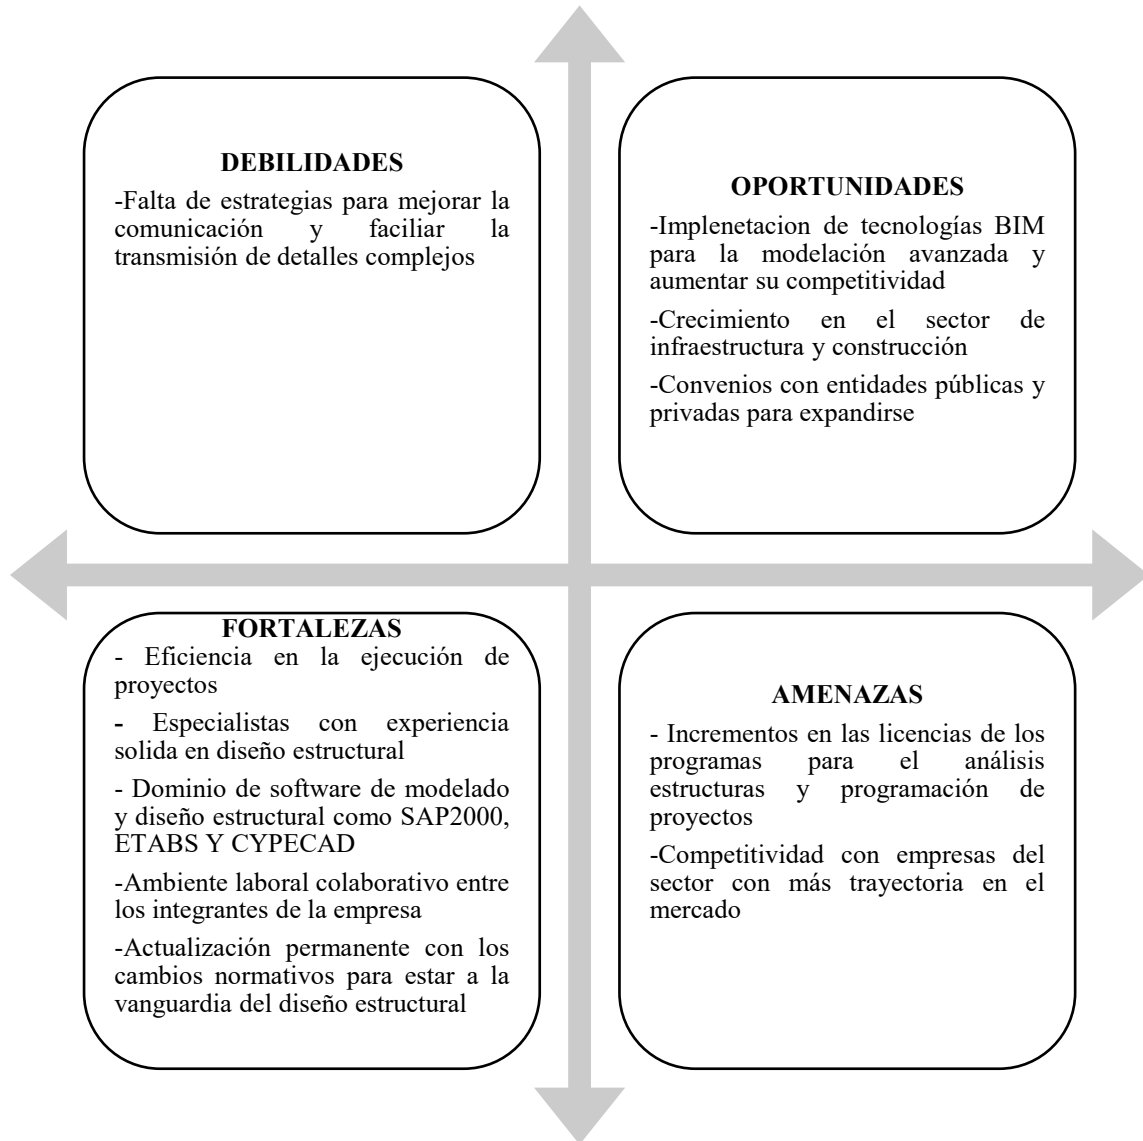 DEBILIDADES
-Falta de estrategias para mejorar la
comunicación y faciliar la
transmisión de detalles complejos
OPORTUNIDADES
-Implenetacion de tecnologías BIM
para la modelación avanzada y
aumentar su competitividad
-Crecimiento en el sector de
infraestructura y construcción
-Convenios con entidades públicas y
privadas para expandirse
FORTALEZAS
- Eficiencia en la ejecución de
proyectos
- Especialistas con experiencia
solida en diseño estructural
- Dominio de software de modelado
y diseño estructural como SAP2000,
ETABS Y CYPECAD
-Ambiente laboral colaborativo entre
los integrantes de la empresa
-Actualización permanente con los
cambios normativos para estar a la
vanguardia del diseño estructural
AMENAZAS
- Incrementos en las licencias de los
programas para el análisis
estructuras y programación de
proyectos
-Competitividad con empresas del
sector con más trayectoria en el
mercado